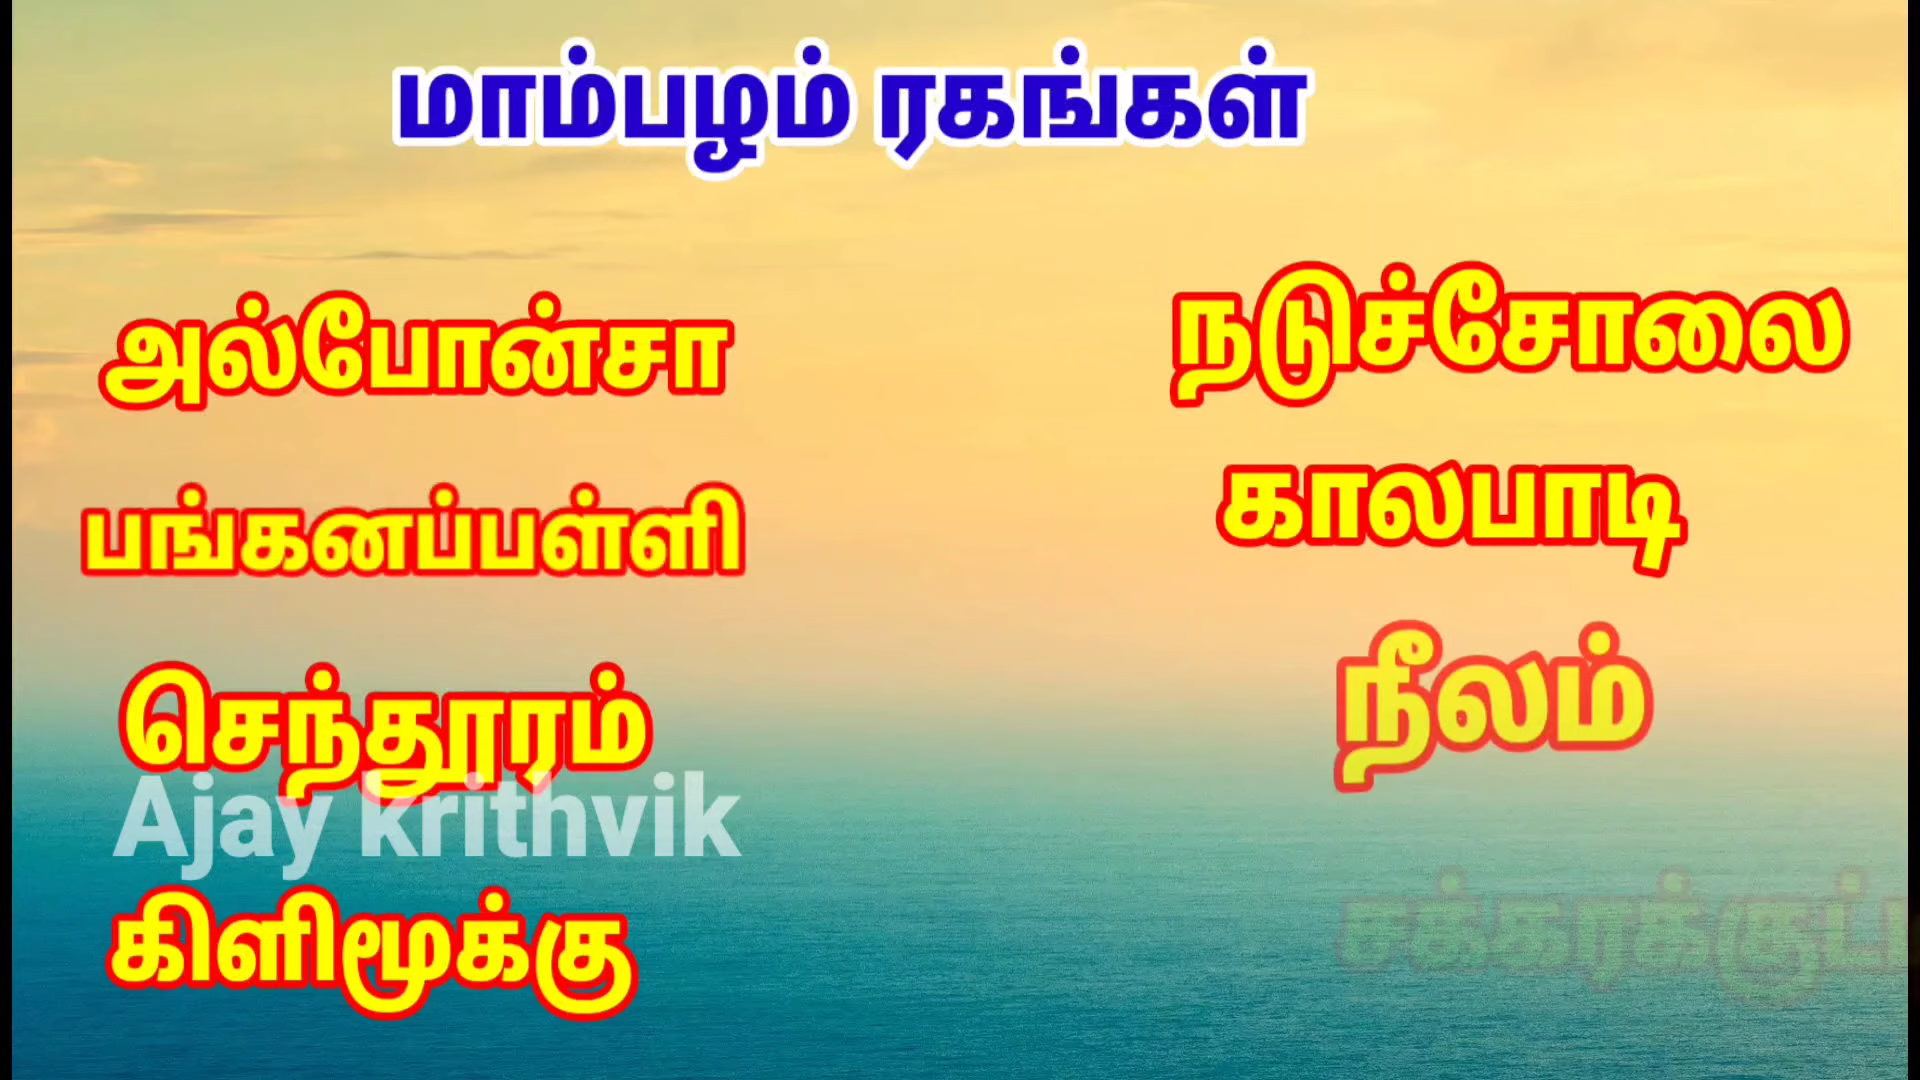 மாம்பழம் ரகங்கள்
அல்போன்சா
பங்கனப்பள்ளி
செந்தூரம்
Ajay krithvik
கிளிமூக்கு
நடுச்சோலை
காலபாடி
நீலம்